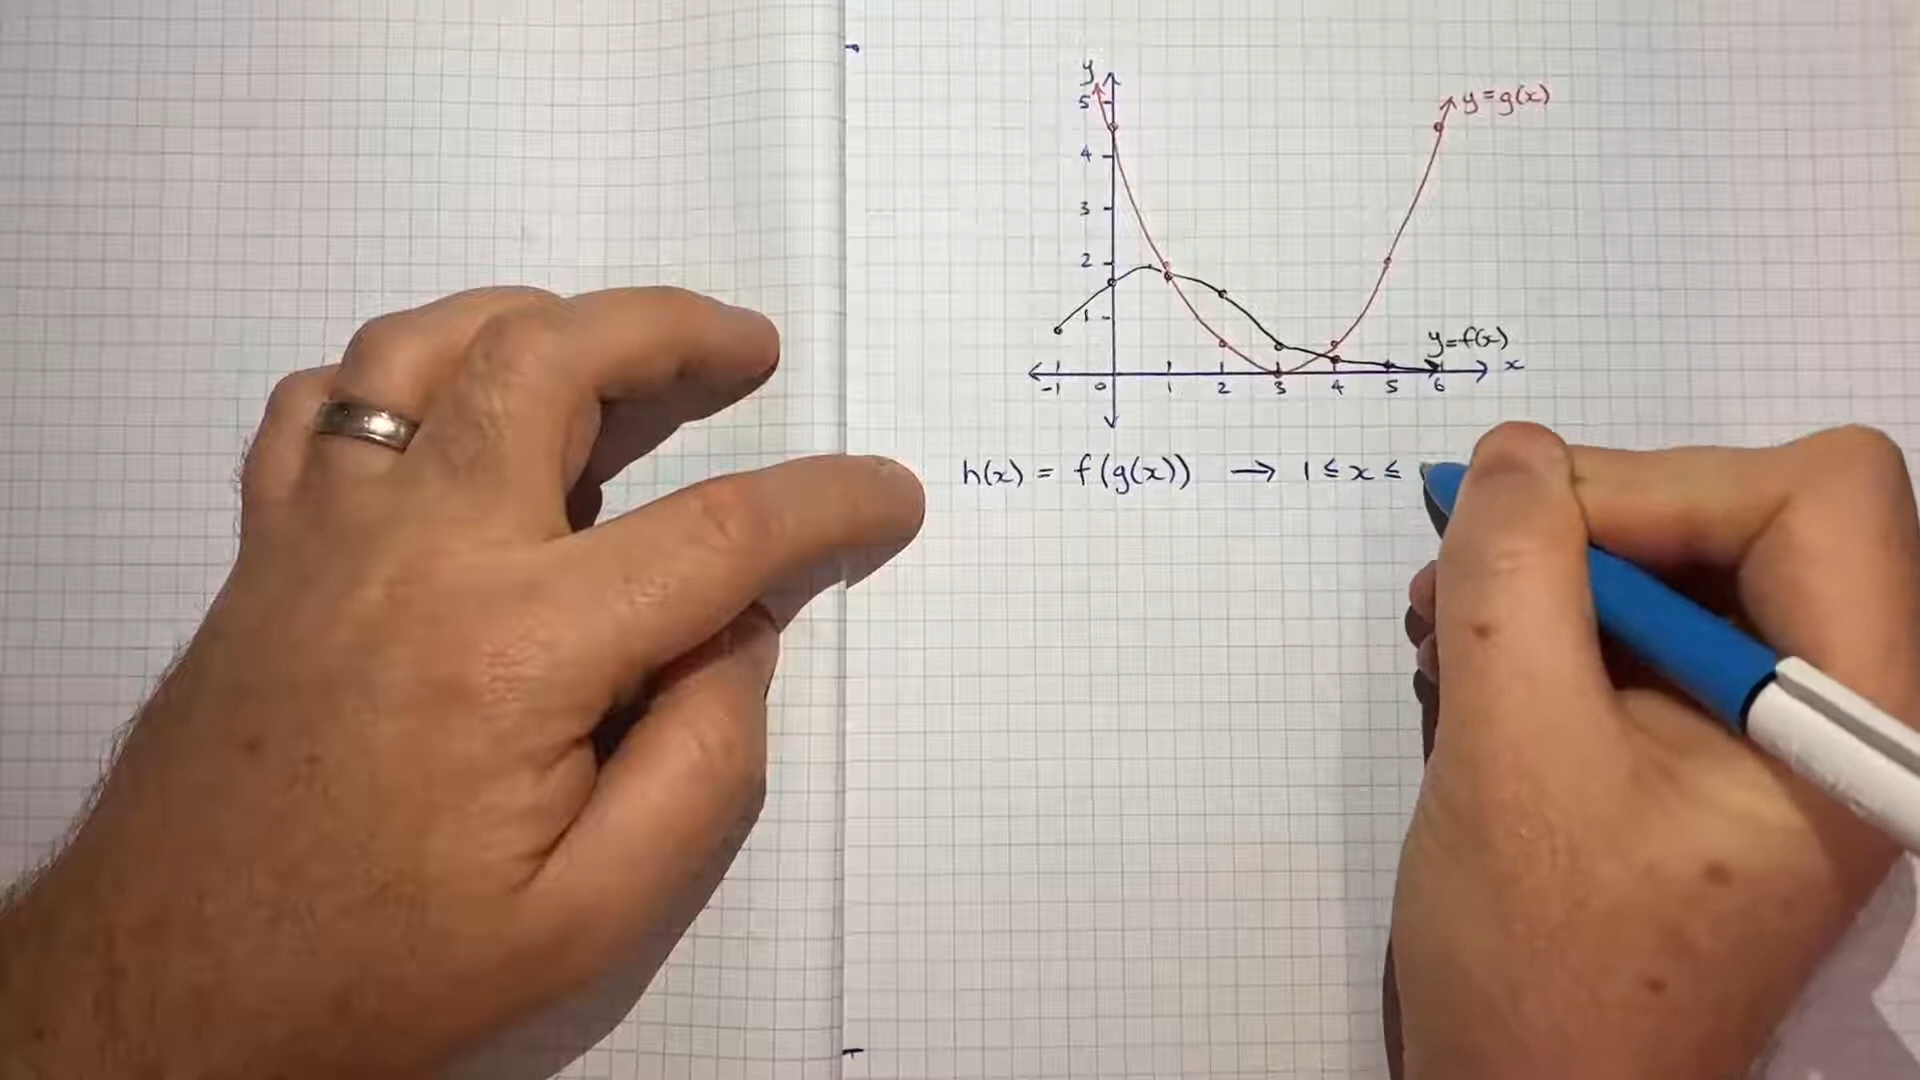 y
5
y=g(x)
4
3
2
1
y=f(x)
x
-1 0 1 2 3 4 5 6
h(x) = f(g(x)) → 1 ≤ x ≤